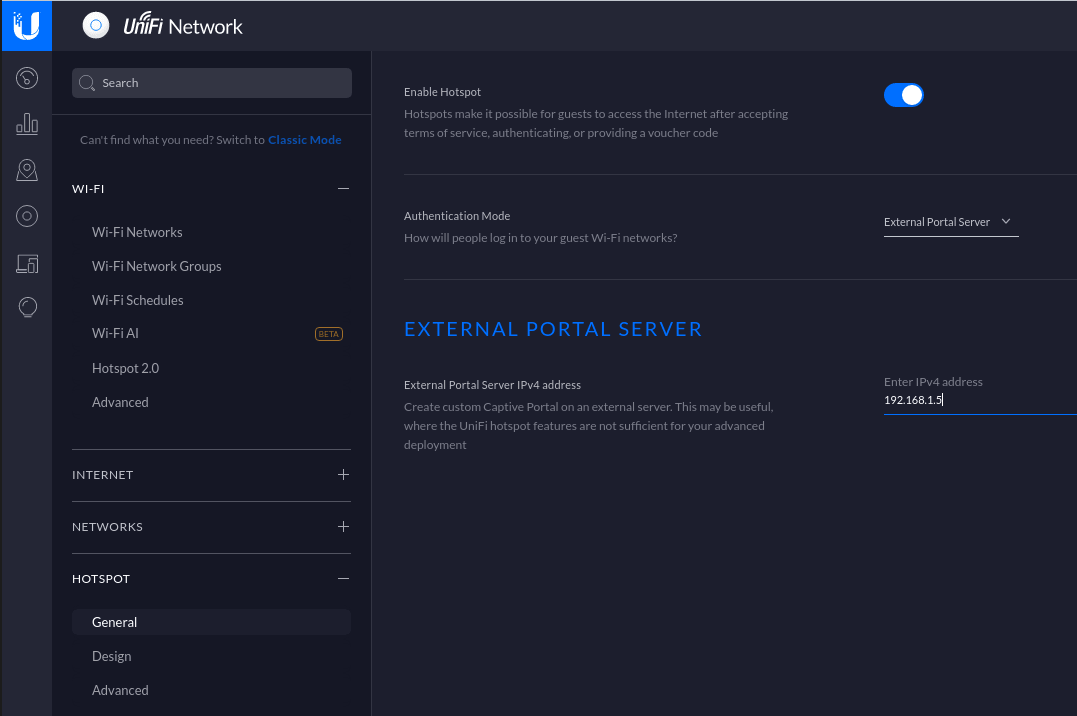 UniFi Network
Search
Can't find what you need? Switch to Classic Mode
WI-FI
Wi-Fi Networks
Wi-Fi Network Groups
Wi-Fi Schedules
Wi-Fi AI BETA
Hotspot 2.0
Advanced
INTERNET
NETWORKS
HOTSPOT
General
Design
Advanced
Enable Hotspot
Hotspots make it possible for guests to access the Internet after accepting
terms of service, authenticating, or providing a voucher code
Authentication Mode
How will people log in to your guest Wi-Fi networks?
External Portal Server
EXTERNAL PORTAL SERVER
External Portal Server IPv4 address
Create custom Captive Portal on an external server. This may be useful,
where the UniFi hotspot features are not sufficient for your advanced
deployment
Enter IPv4 address
192.168.1.5